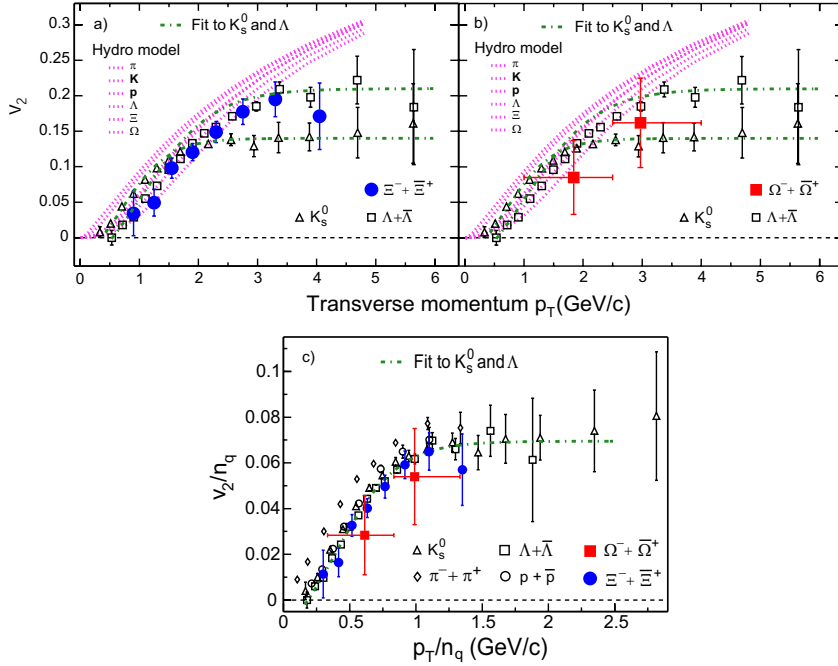 a) Fit to K⁰ₛ and Λ
Hydro model
π
K
p
Λ
Ξ
Ω
Ξ⁻+ Ξ̅⁺
K⁰ₛ Λ+Λ̅
v₂
0 0.05 0.1 0.15 0.2 0.25 0.3
0 1 2 3 4 5 6
b) Fit to K⁰ₛ and Λ
Hydro model
π
K
p
Λ
Ξ
Ω
Ω⁻+ Ω̅⁺
K⁰ₛ Λ+Λ̅
0 1 2 3 4 5 6
Transverse momentum p_T (GeV/c)
c) Fit to K⁰ₛ and Λ
v₂/n_q
0 0.02 0.04 0.06 0.08 0.1
K⁰ₛ Λ+Λ̅ Ω⁻+ Ω̅⁺
π⁻+ π⁺ p + p̅ Ξ⁻+ Ξ̅⁺
0 0.5 1 1.5 2 2.5
p_T/n_q (GeV/c)